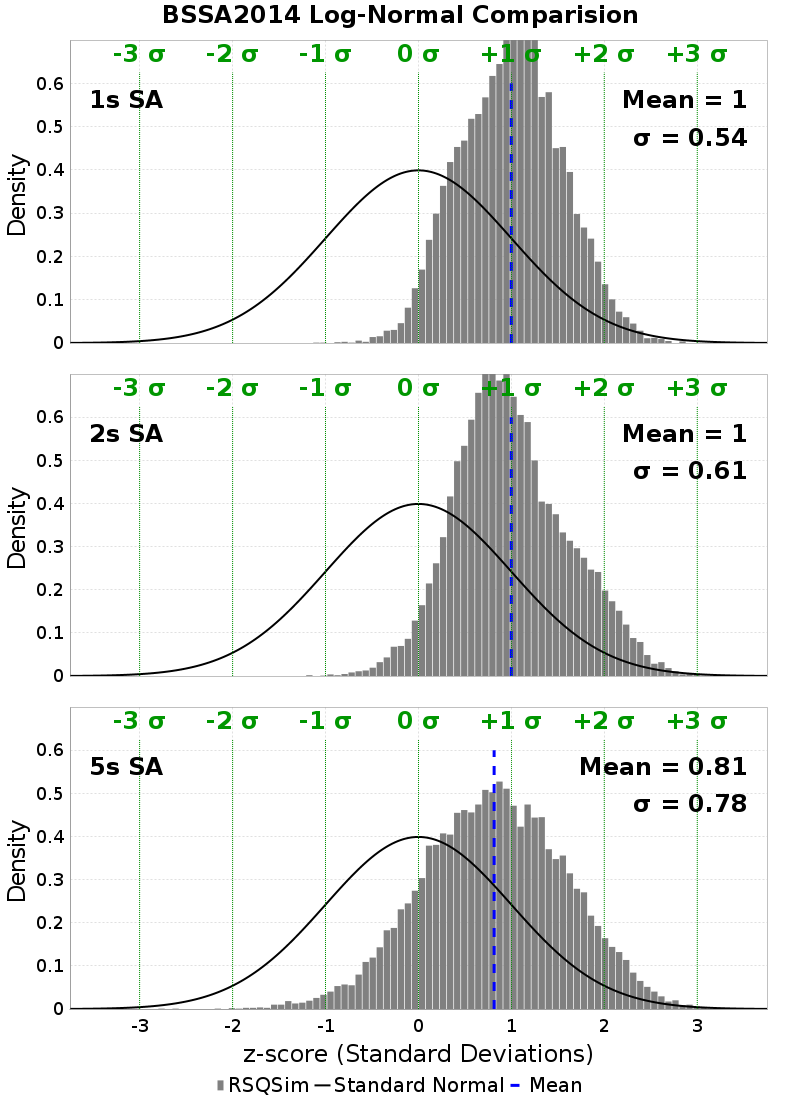 BSSA2014 Log-Normal Comparision
-3 σ -2 σ -1 σ 0 σ +1 σ +2 σ +3 σ
1s SA
Mean = 1
σ = 0.54
Density
0.6
0.5
0.4
0.3
0.2
0.1
0
-3 σ -2 σ -1 σ 0 σ +1 σ +2 σ +3 σ
2s SA
Mean = 1
σ = 0.61
Density
0.6
0.5
0.4
0.3
0.2
0.1
0
-3 σ -2 σ -1 σ 0 σ +1 σ +2 σ +3 σ
5s SA
Mean = 0.81
σ = 0.78
Density
0.6
0.5
0.4
0.3
0.2
0.1
0
-3 -2 -1 0 1 2 3
z-score (Standard Deviations)
RSQSim Standard Normal Mean